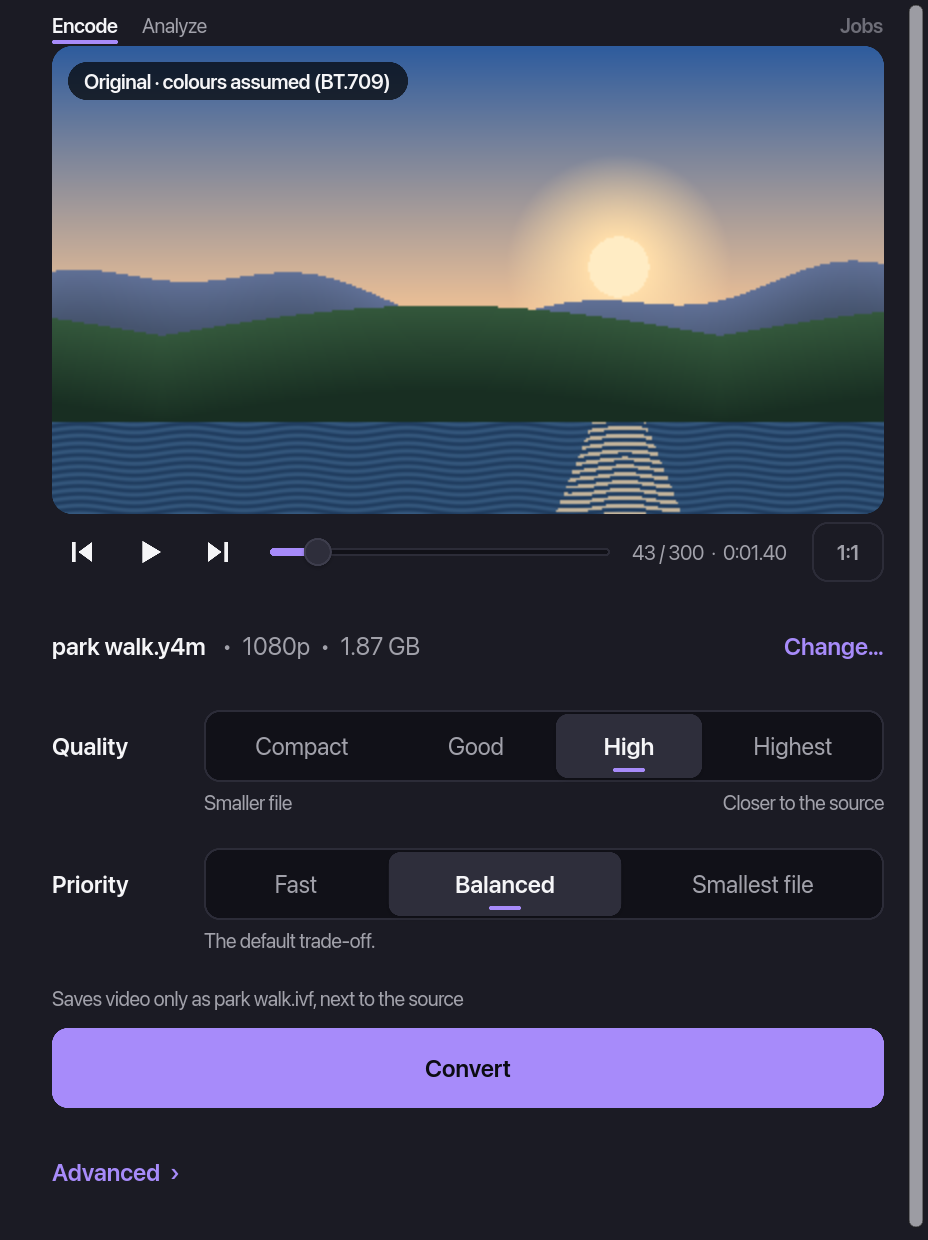 Encode Analyze Jobs
Original · colours assumed (BT.709)
43 / 300 · 0:01.40 1:1
park walk.y4m • 1080p • 1.87 GB Change...
Quality Compact Good High Highest
Smaller file Closer to the source
Priority Fast Balanced Smallest file
The default trade-off.
Saves video only as park walk.ivf, next to the source
Convert
Advanced ›